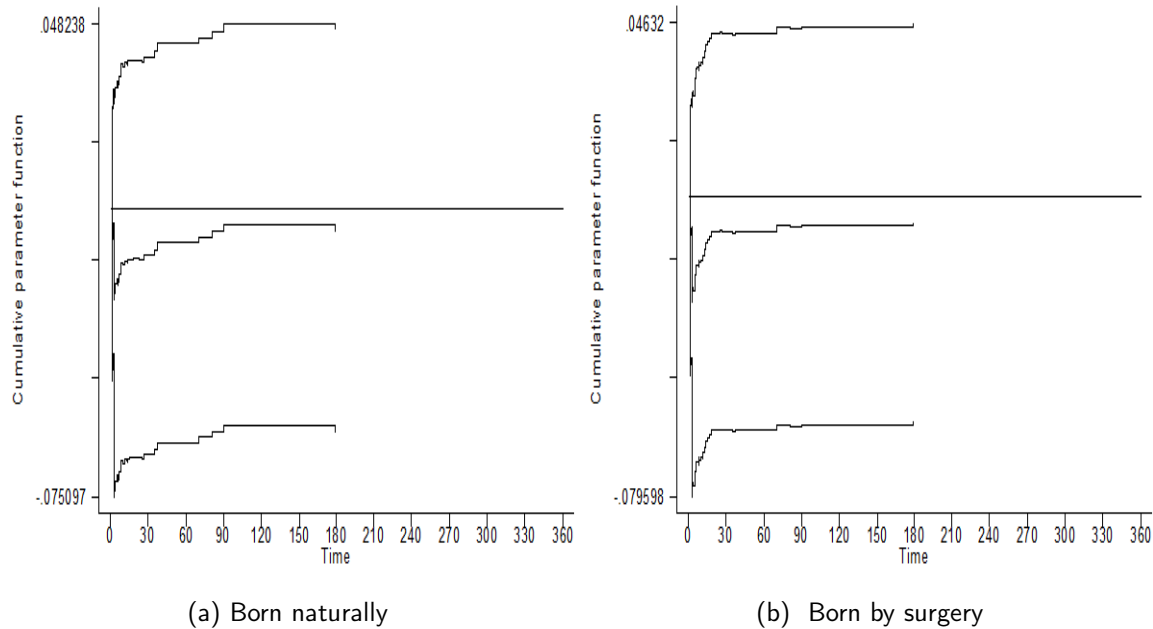 .048238
Cumulative parameter function
-.075097
0 30 60 90 120 150 180 210 240 270 300 330 360
Time
(a) Born naturally
.04632
Cumulative parameter function
-.079598
0 30 60 90 120 150 180 210 240 270 300 330 360
Time
(b) Born by surgery